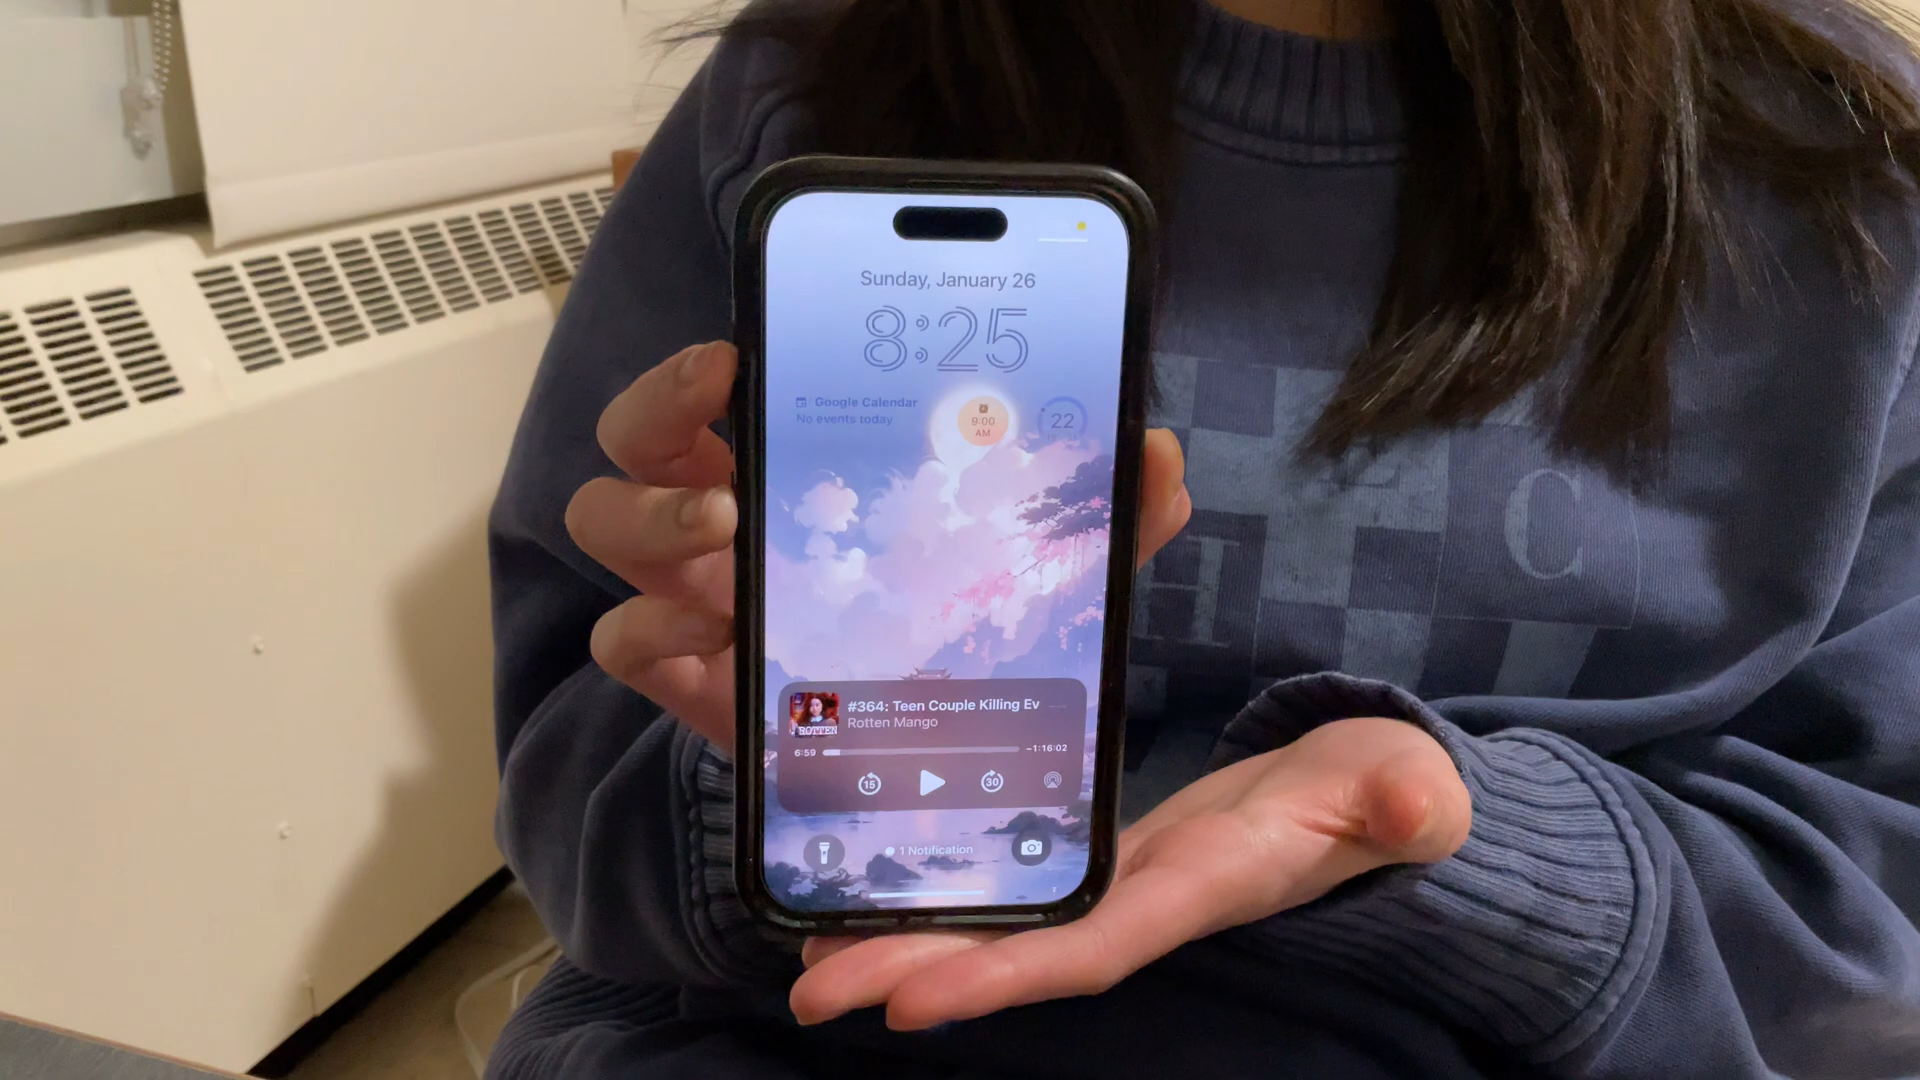 Sunday, January 26
8:25
Google Calendar
No events today
9:00
AM
22
#364: Teen Couple Killing Ev
Rotten Mango
ROTTEN
6:59
-1:16:02
15
30
1 Notification
C
H